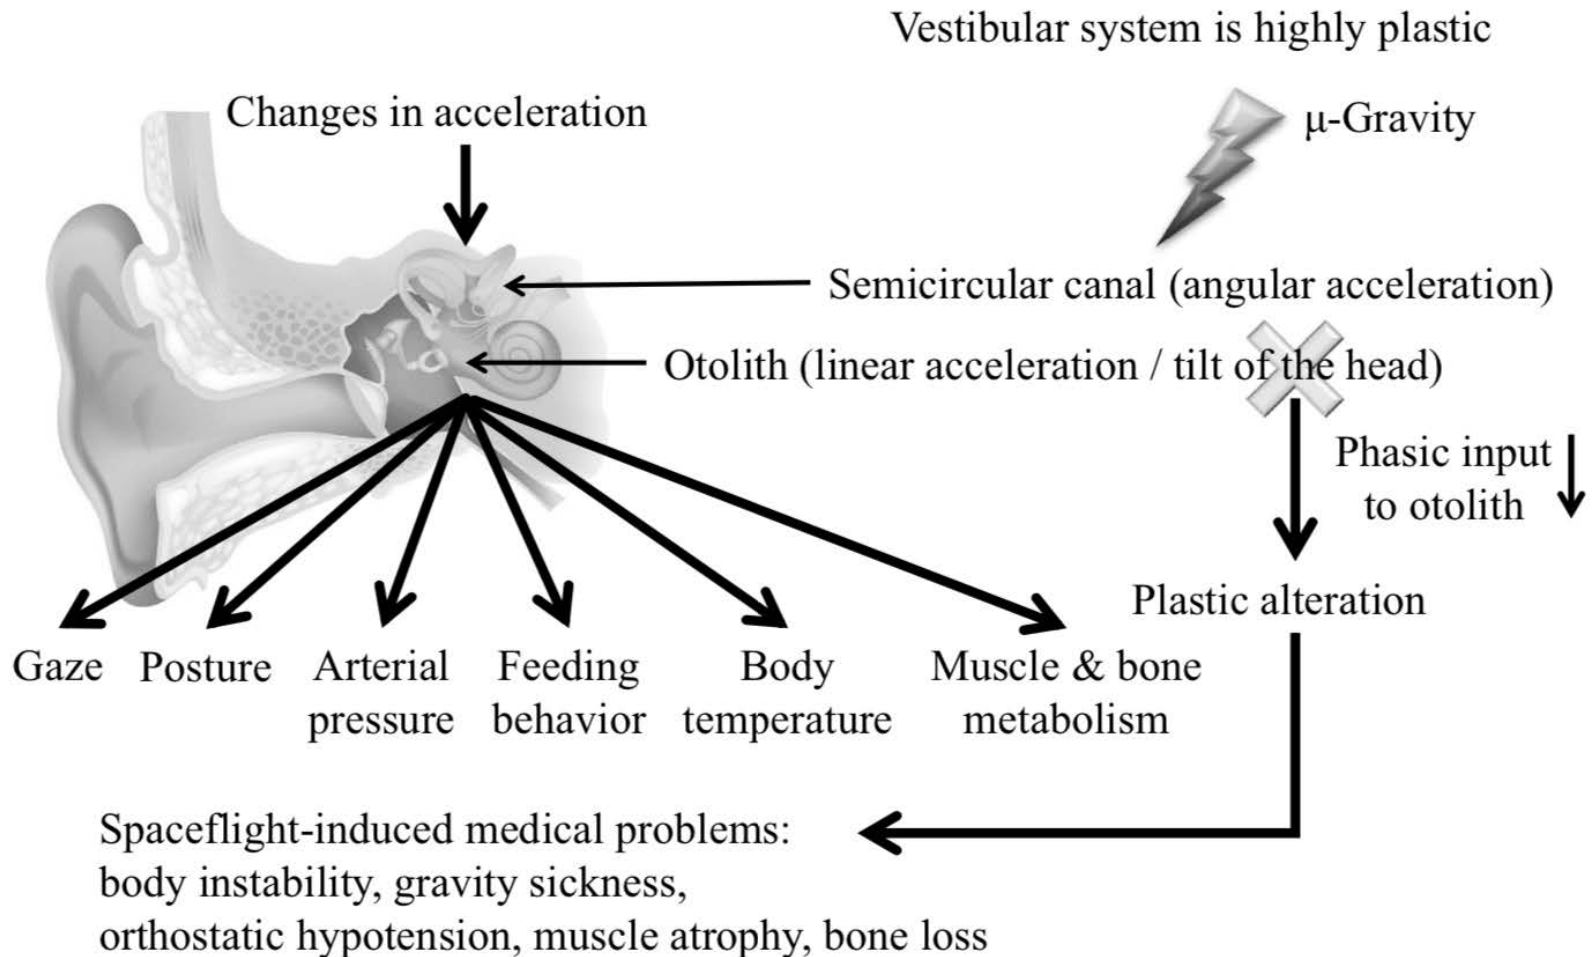 Vestibular system is highly plastic
Changes in acceleration
μ-Gravity
Semicircular canal (angular acceleration)
Otolith (linear acceleration / tilt of the head)
Phasic input
to otolith
Plastic alteration
Gaze
Posture
Arterial
pressure
Feeding
behavior
Body
temperature
Muscle & bone
metabolism
Spaceflight-induced medical problems:
body instability, gravity sickness,
orthostatic hypotension, muscle atrophy, bone loss